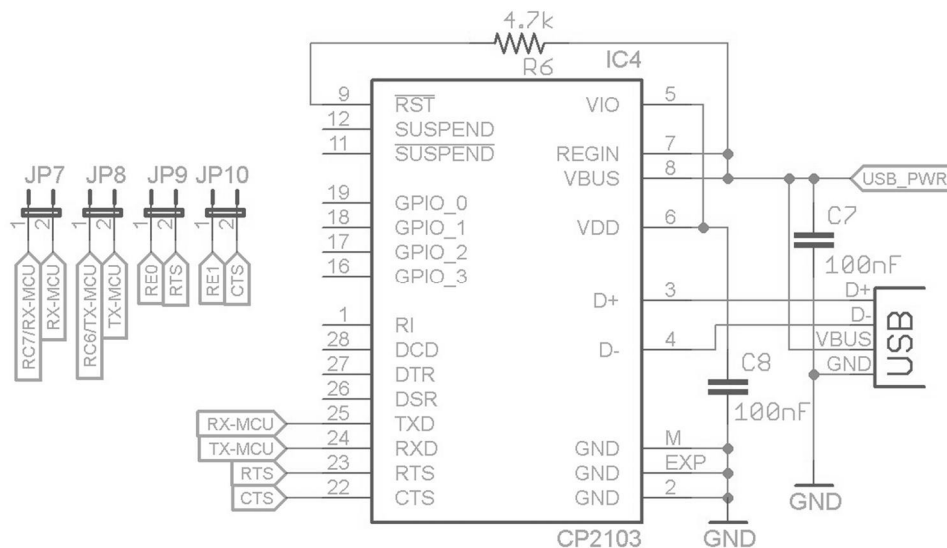 4.7k
R6
IC4
9 RST VIO 5
12 SUSPEND
11 SUSPEND REGIN 7
VBUS 8 USB_PWR
JP7 JP8 JP9 JP10
1 2 1 2 1 2 1 2
RC7/RX-MCU RX-MCU RC6/TX-MCU TX-MCU RE0 RTS RE1 CTS
19 GPIO_0
18 GPIO_1 VDD 6
17 GPIO_2
16 GPIO_3
C7
100nF
D+ 3
D- 4
D+
D-
VBUS
GND
USB
1 RI
28 DCD
27 DTR
26 DSR
C8
100nF
RX-MCU 25 TXD
TX-MCU 24 RXD GND M
RTS 23 RTS GND EXP
CTS 22 CTS GND 2
GND
GND
CP2103